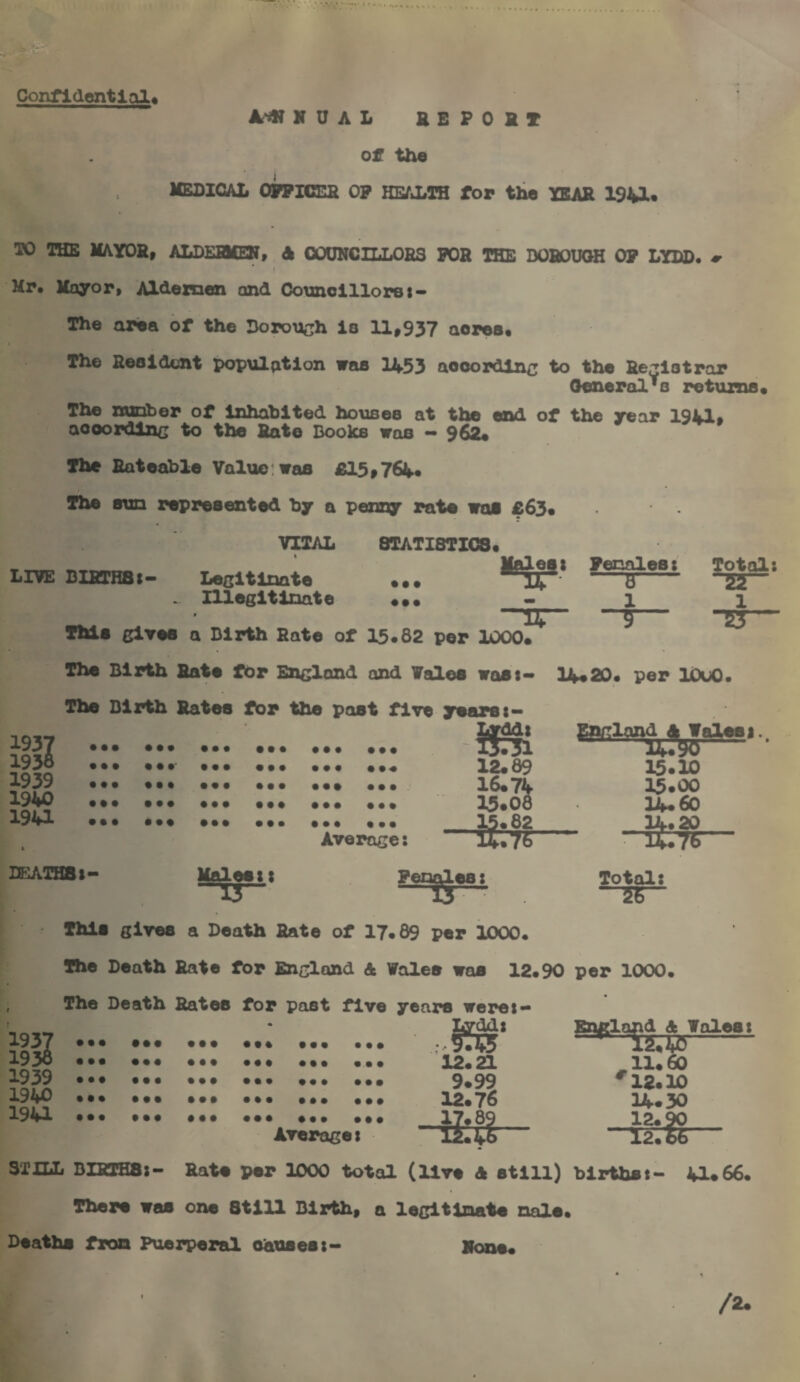 Confidential.
A N N U A L   R E P O R T
of the
MEDICAL OFFICER OF HEALTH for the YEAR 1941.
TO THE MAYOR, ALDERMEN, & COUNCILLORS FOR THE BOROUGH OF LYDD.
Mr. Mayor, Aldermen and Councillors:-
The area of the Borough is 11,937 acres.
The Resident population was 1453 according to the Registrar
General's returns.
The number of inhabited houses at the end of the year 1941,
according to the Rate Books was - 962.
The Rateable Value was £15,764.
The sum represented by a penny rate was £63.
VITAL STATISTICS.
Males: Females: Total:
LIVE BIRTHS:- Legitimate ... 14 8 22
- Illegitimate ... - 1 1
14 9 23
This gives a Birth Rate of 15.82 per 1000.
The Birth Rate for England and Wales was:- 14.20. per 1000.
The Birth Rates for the past five years:-
Lydd: England & Wales:.
1937 ... ... ... ... ... ... 13.31 14.90
1938 ... ... ... ... ... ... 12.89 15.10
1939 ... ... ... ... ... ... 16.74 15.00
1940 ... ... ... ... ... ... 15.08 14.60
1941 ... ... ... ... ... ... 15.82 14.20
Average: 14.76 14.76
DEATHS:- Males:: Females: Total:
13 13 26
This gives a Death Rate of 17.89 per 1000.
The Death Rate for England & Wales was 12.90 per 1000.
The Death Rates for past five years were:-
Lydd: England & Wales:
1937 ... ... ... ... ... ... 9.45 12.40
1938 ... ... ... ... ... ... 12.21 11.60
1939 ... ... ... ... ... ... 9.99 12.10
1940 ... ... ... ... ... ... 12.76 14.30
1941 ... ... ... ... ... ... 17.89 12.90
Average: 12.46 12.66
STILL BIRTHS:- Rate per 1000 total (live & still) births:- 41.66.
There was one Still Birth, a legitimate male.
Deaths from Puerperal causes:- None.
/2.